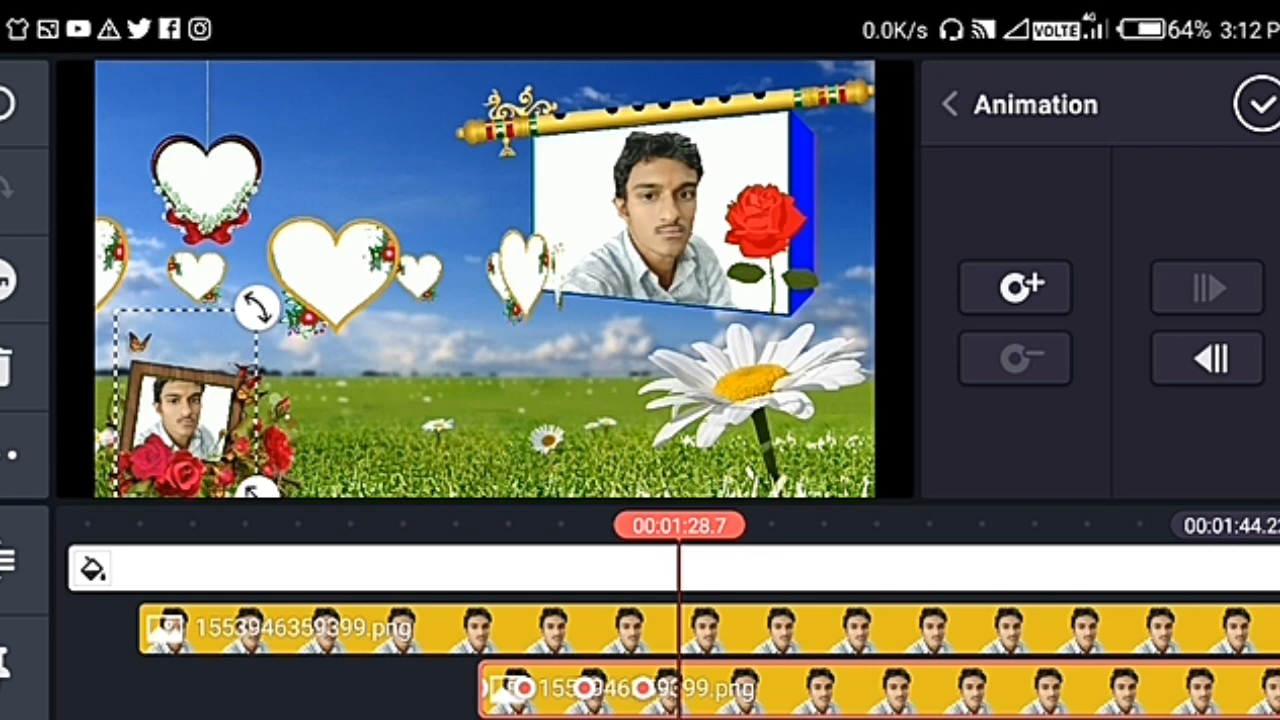 0.0K/s VOLTE 4G 64% 3:12 P
Animation
00:01:28.7
00:01:44.2
1553946359399.png
1553946359399.png